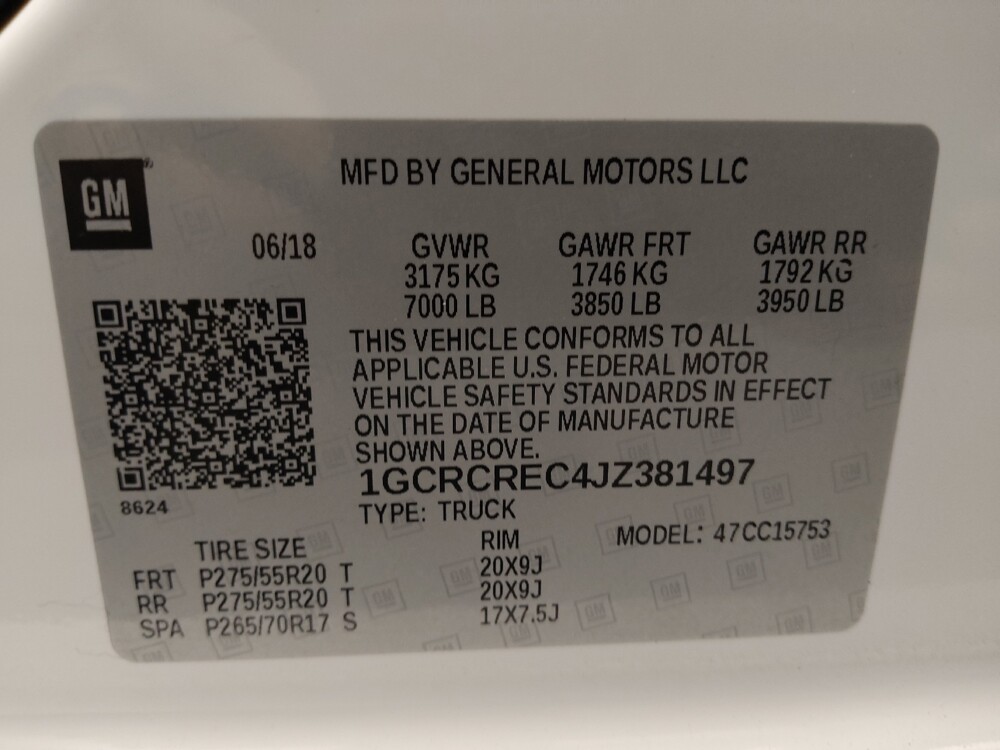 GM
MFD BY GENERAL MOTORS LLC
06/18 GVWR GAWR FRT GAWR RR
3175 KG 1746 KG 1792 KG
7000 LB 3850 LB 3950 LB
THIS VEHICLE CONFORMS TO ALL
APPLICABLE U.S. FEDERAL MOTOR
VEHICLE SAFETY STANDARDS IN EFFECT
ON THE DATE OF MANUFACTURE
SHOWN ABOVE.
1GCRCREC4JZ381497
8624
TYPE: TRUCK
TIRE SIZE RIM MODEL: 47CC15753
FRT P275/55R20 T 20X9J
RR P275/55R20 T 20X9J
SPA P265/70R17 S 17X7.5J